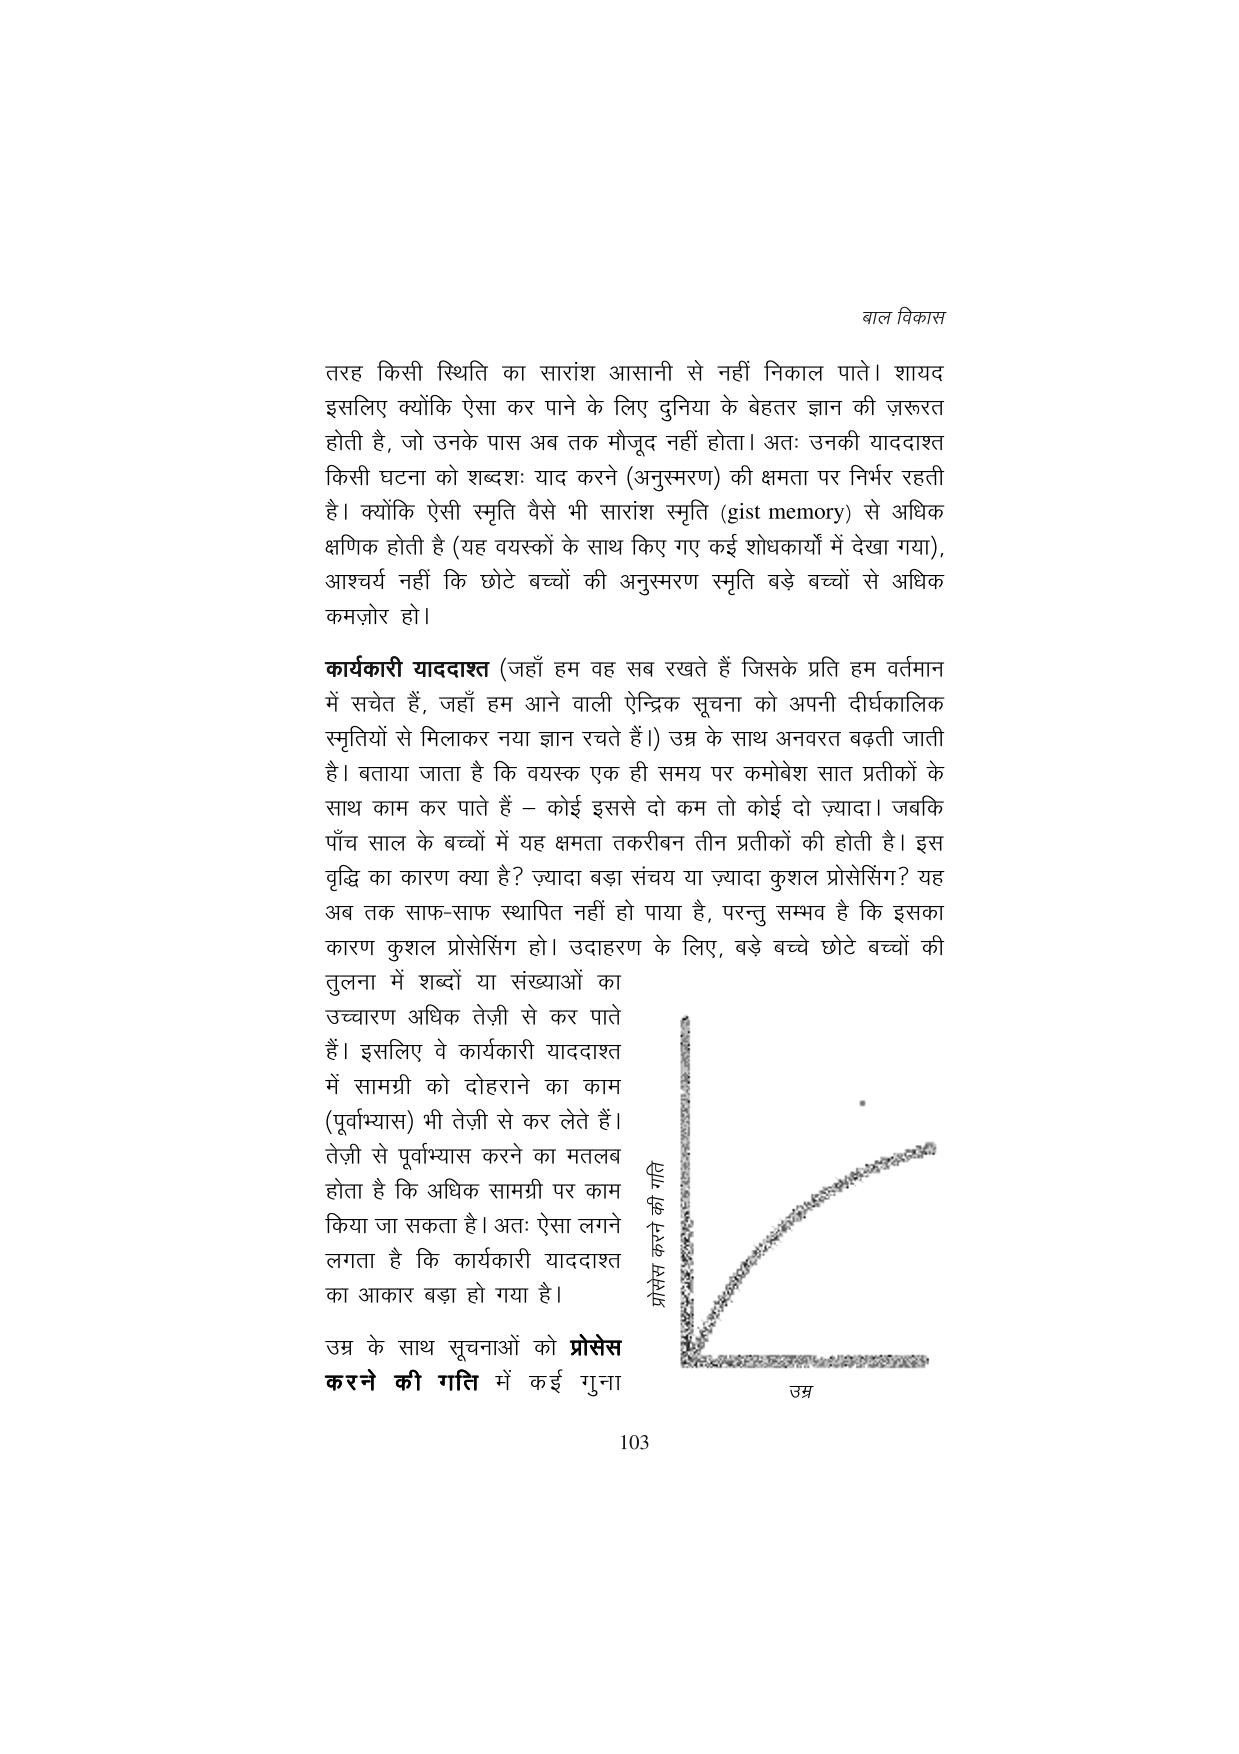 बाल विकास
तरह किसी स्थिति का सारांश आसानी से नहीं निकाल पाते। शायद
इसलिए क्योंकि ऐसा कर पाने के लिए दुनिया के बेहतर ज्ञान की ज़रूरत
होती है, जो उनके पास अब तक मौजूद नहीं होता। अतः उनकी याददाश्त
किसी घटना को शब्दशः याद करने (अनुस्मरण) की क्षमता पर निर्भर रहती
है। क्योंकि ऐसी स्मृति वैसे भी सारांश स्मृति (gist memory) से अधिक
क्षणिक होती है (यह वयस्कों के साथ किए गए कई शोधकार्यों में देखा गया),
आश्चर्य नहीं कि छोटे बच्चों की अनुस्मरण स्मृति बड़े बच्चों से अधिक
कमज़ोर हो।
कार्यकारी याददाश्त (जहाँ हम वह सब रखते हैं जिसके प्रति हम वर्तमान
में सचेत हैं, जहाँ हम आने वाली ऐन्द्रिक सूचना को अपनी दीर्घकालिक
स्मृतियों से मिलाकर नया ज्ञान रचते हैं।) उम्र के साथ अनवरत बढ़ती जाती
है। बताया जाता है कि वयस्क एक ही समय पर कमोबेश सात प्रतीकों के
साथ काम कर पाते हैं – कोई इससे दो कम तो कोई दो ज़्यादा। जबकि
पाँच साल के बच्चों में यह क्षमता तकरीबन तीन प्रतीकों की होती है। इस
वृद्धि का कारण क्या है? ज़्यादा बड़ा संचय या ज़्यादा कुशल प्रोसेसिंग? यह
अब तक साफ-साफ स्थापित नहीं हो पाया है, परन्तु सम्भव है कि इसका
कारण कुशल प्रोसेसिंग हो। उदाहरण के लिए, बड़े बच्चे छोटे बच्चों की
तुलना में शब्दों या संख्याओं का
उच्चारण अधिक तेज़ी से कर पाते
हैं। इसलिए वे कार्यकारी याददाश्त
में सामग्री को दोहराने का काम
(पूर्वाभ्यास) भी तेज़ी से कर लेते हैं।
तेज़ी से पूर्वाभ्यास करने का मतलब
होता है कि अधिक सामग्री पर काम
किया जा सकता है। अतः ऐसा लगने
लगता है कि कार्यकारी याददाश्त
का आकार बड़ा हो गया है।
उम्र के साथ सूचनाओं को प्रोसेस
करने की गति में कई गुना
प्रोसेस करने की गति
उम्र
103